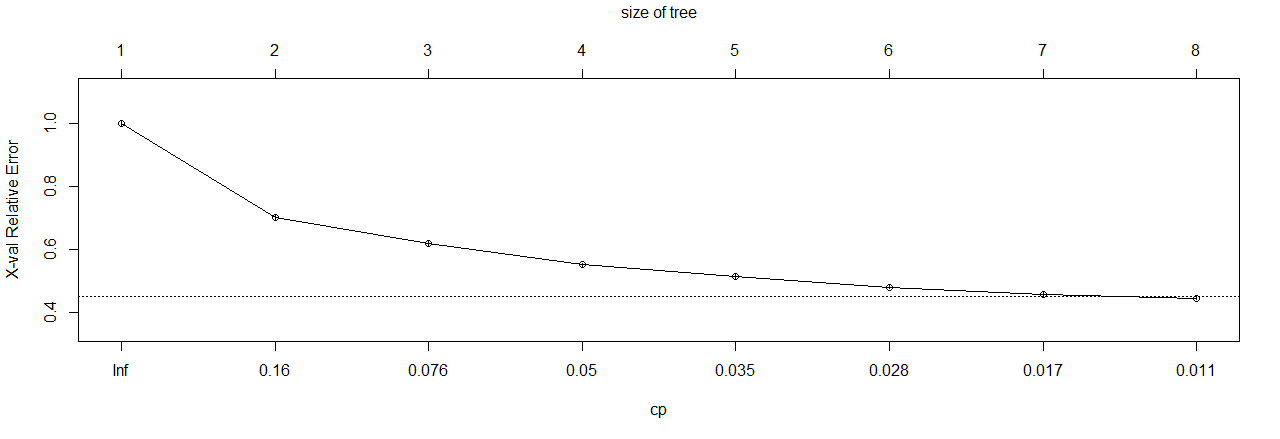 size of tree
1 2 3 4 5 6 7 8
X-val Relative Error
1.0
0.8
0.6
0.4
Inf 0.16 0.076 0.05 0.035 0.028 0.017 0.011
cp